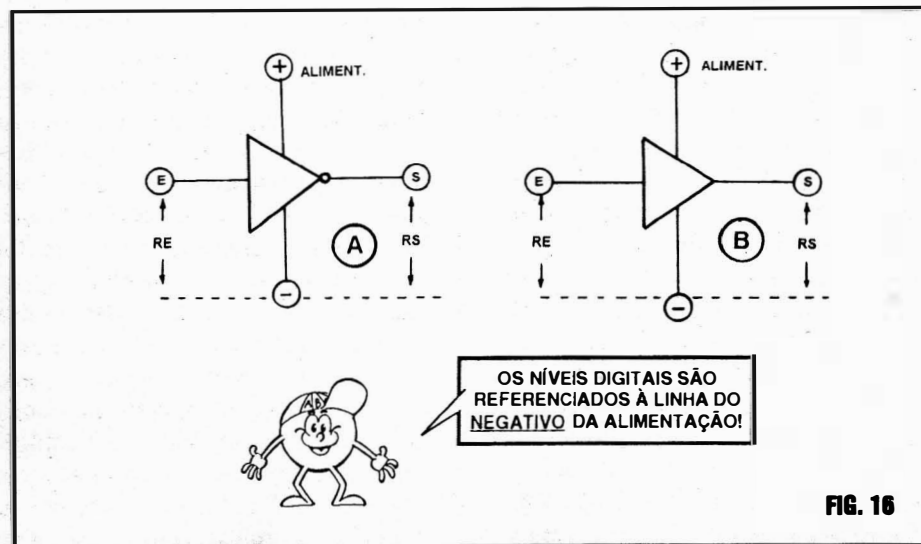 + ALIMENT.
E
S
RE
A
RS
-
+ ALIMENT.
E
S
RE
B
RS
-
OS NÍVEIS DIGITAIS SÃO
REFERENCIADOS À LINHA DO
NEGATIVO DA ALIMENTAÇÃO!
FIG. 16